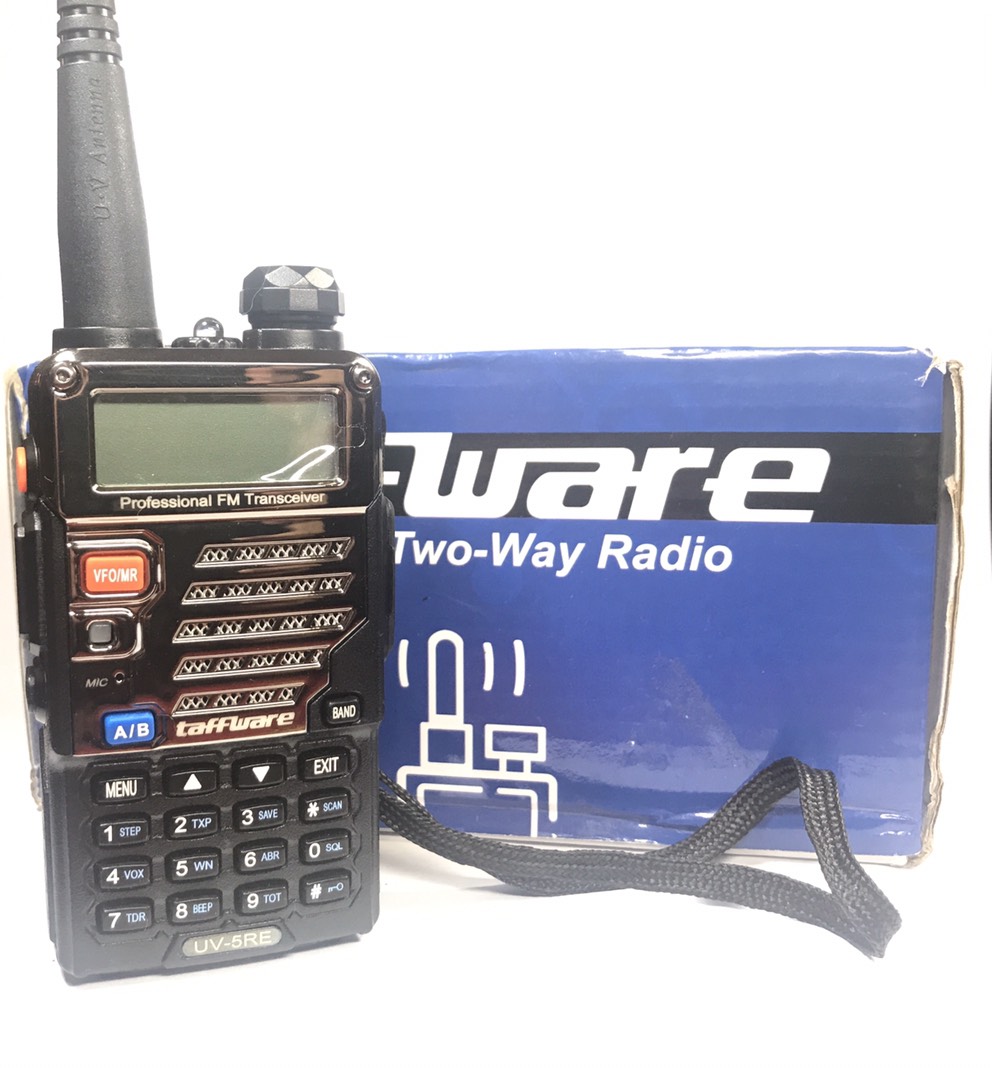 U-V Antenna
Professional FM Transceiver
VFO/MR
MIC
A/B
taffware
BAND
MENU ▲ ▼ EXIT
1 STEP 2 TXP 3 SAVE * SCAN
4 VOX 5 WN 6 ABR 0 SQL
7 TDR 8 BEEP 9 TOT #
UV-5RE
ware
Two-Way Radio